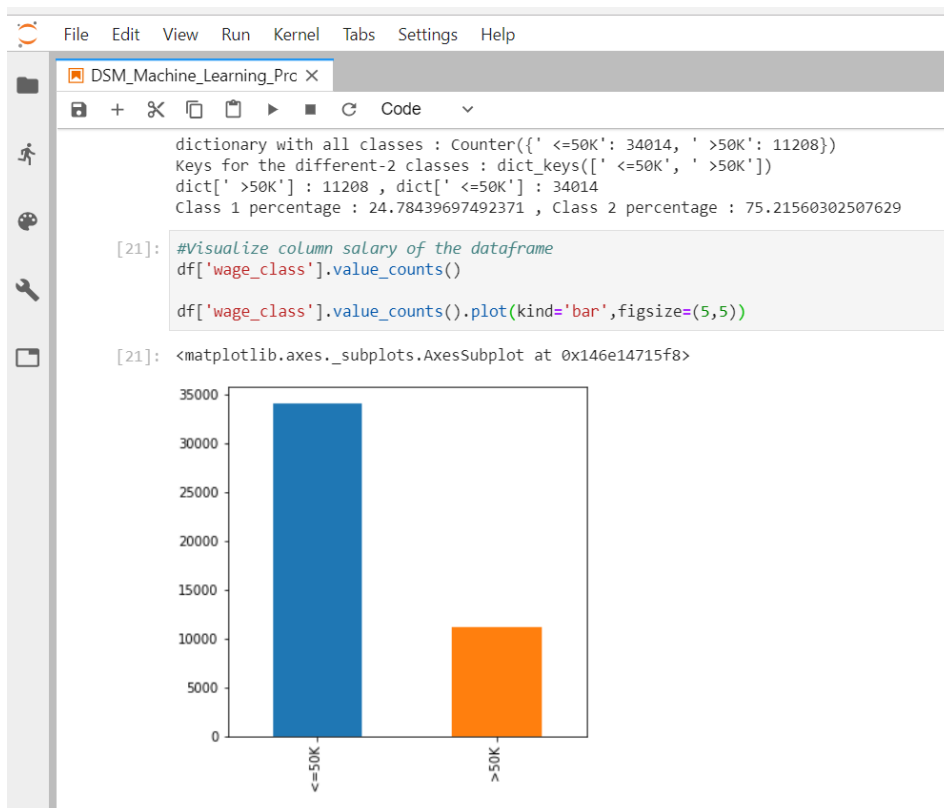 File Edit View Run Kernel Tabs Settings Help
DSM_Machine_Learning_Prc
Code
dictionary with all classes : Counter({' <=50K': 34014, ' >50K': 11208})
Keys for the different-2 classes : dict_keys([' <=50K', ' >50K'])
dict[' >50K'] : 11208 , dict[' <=50K'] : 34014
Class 1 percentage : 24.78439697492371 , Class 2 percentage : 75.21560302507629
[21]: #Visualize column salary of the dataframe
df['wage_class'].value_counts()
df['wage_class'].value_counts().plot(kind='bar',figsize=(5,5))
[21]: <matplotlib.axes._subplots.AxesSubplot at 0x146e14715f8>
35000
30000
25000
20000
15000
10000
5000
0
<=50K
>50K